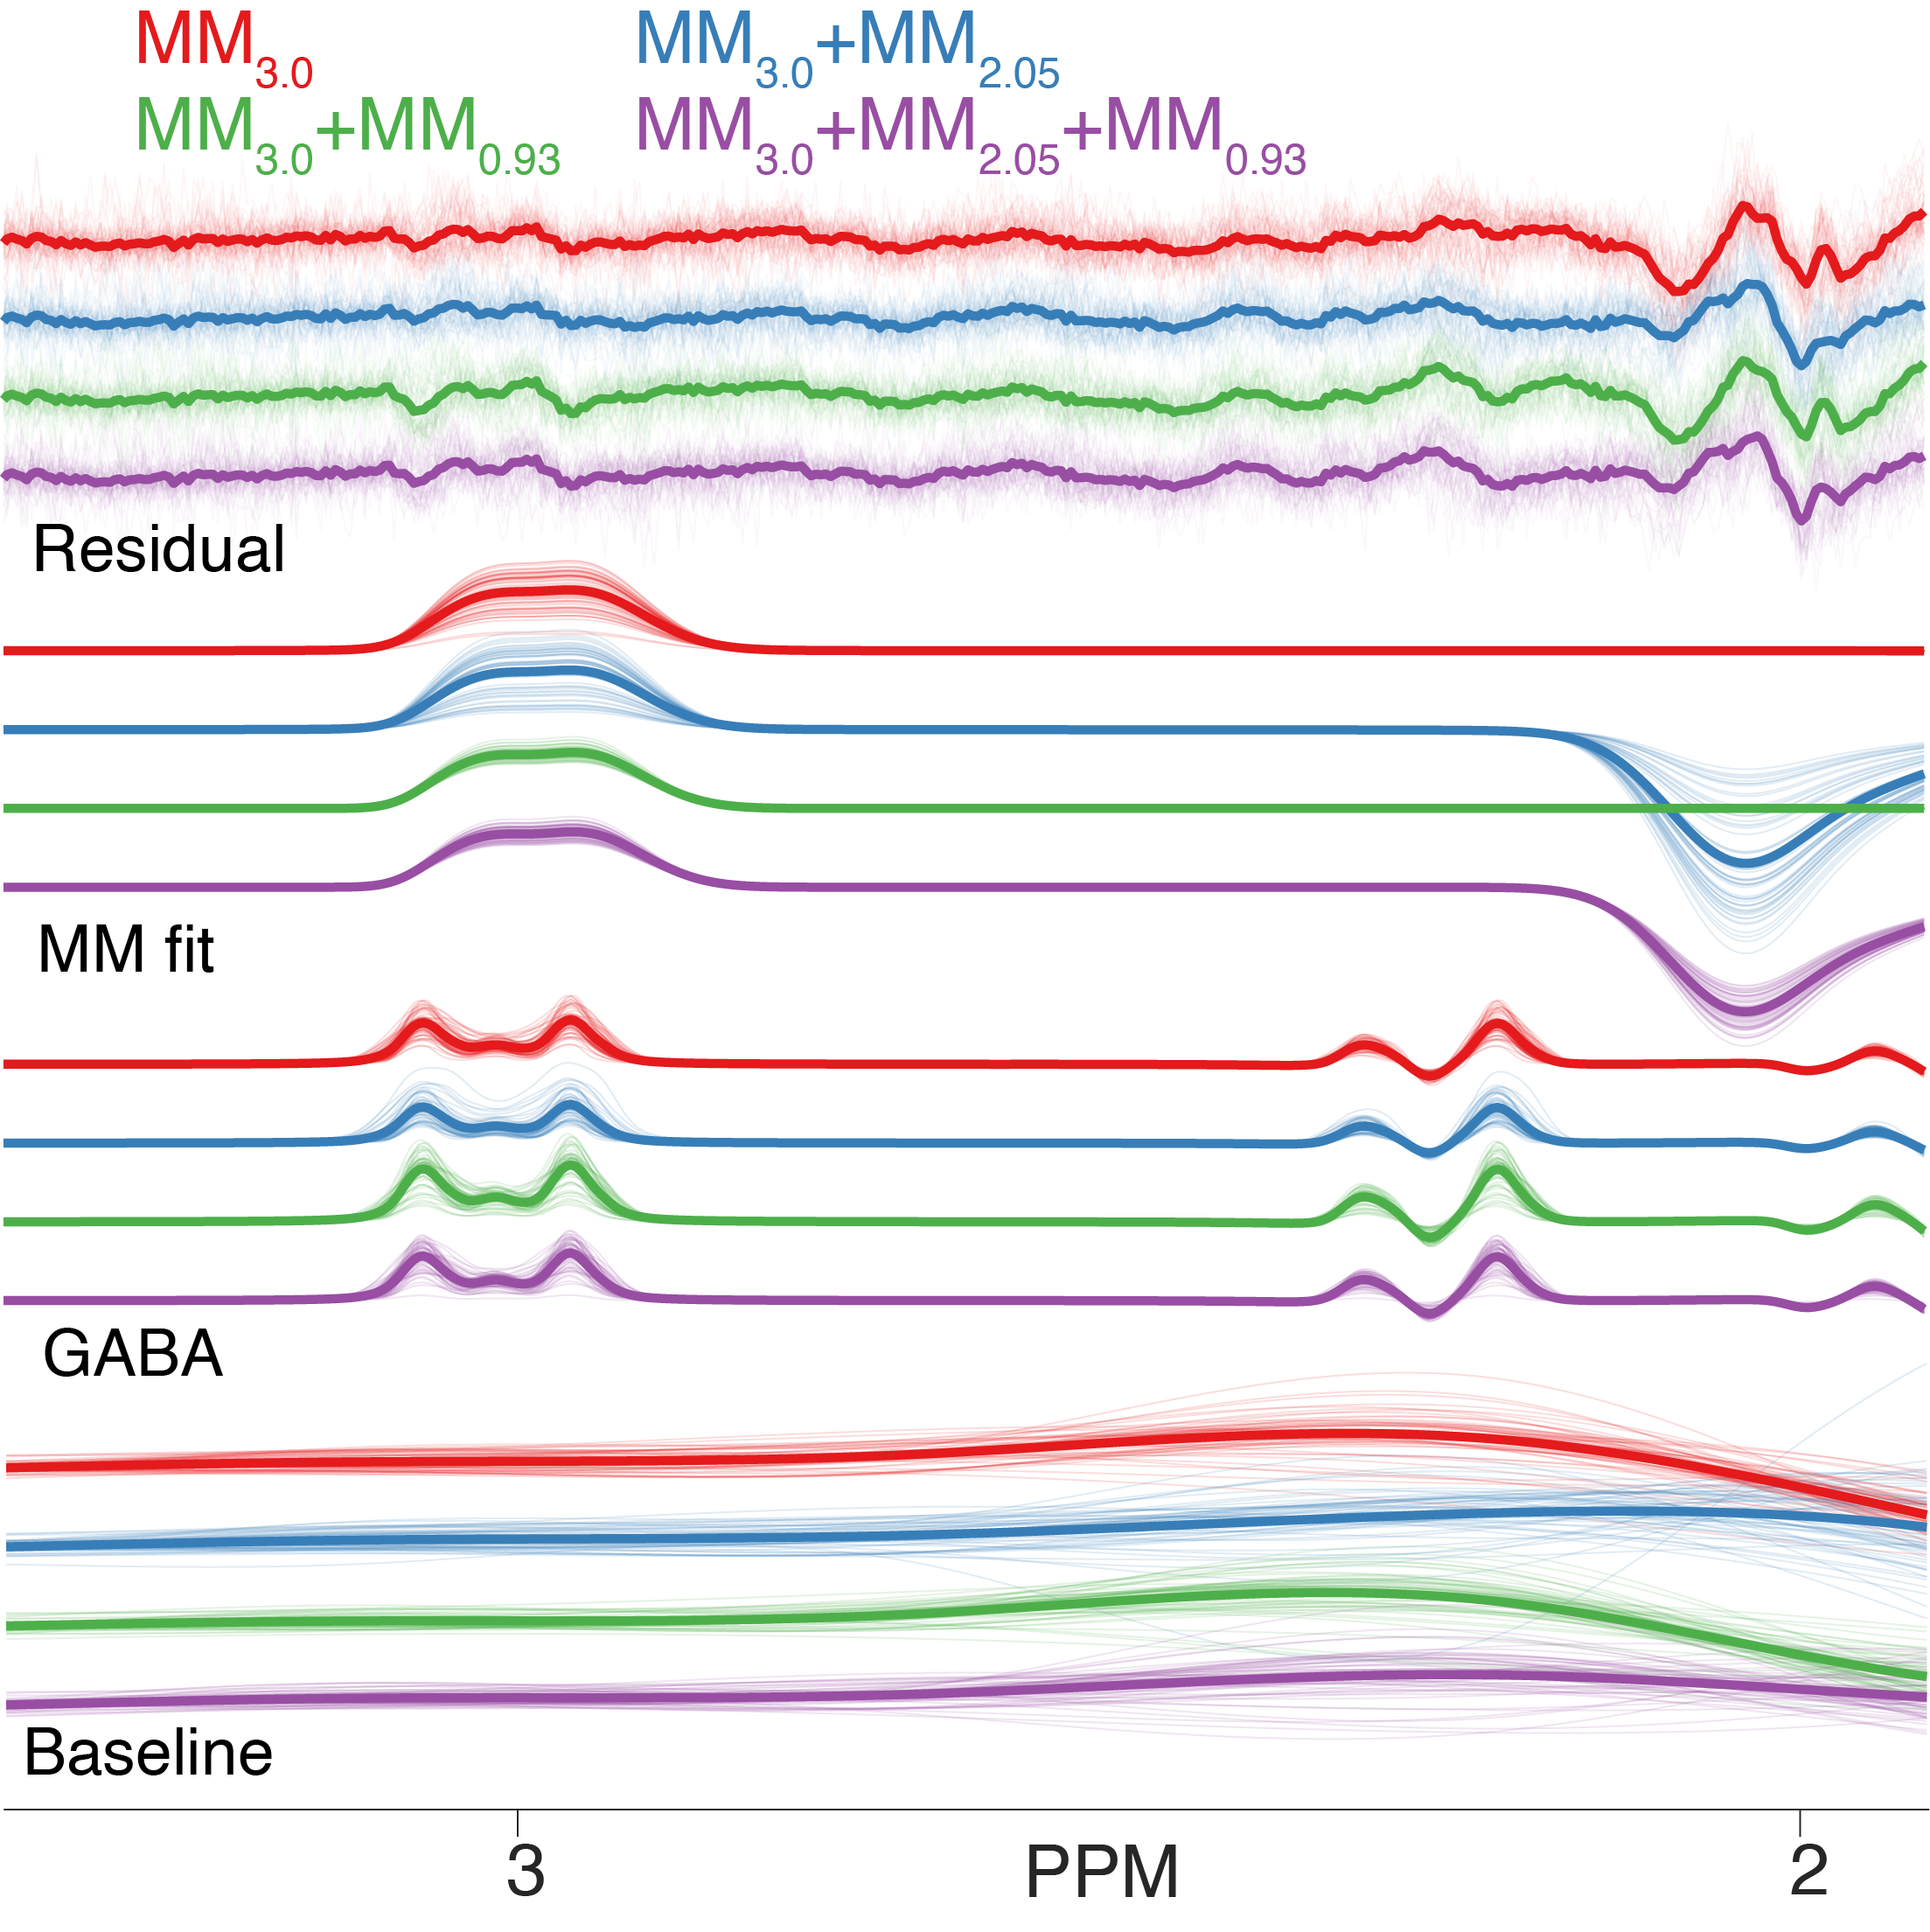 MM3.0 MM3.0+MM2.05
MM3.0+MM0.93 MM3.0+MM2.05+MM0.93
Residual
MM fit
GABA
Baseline
3 PPM 2